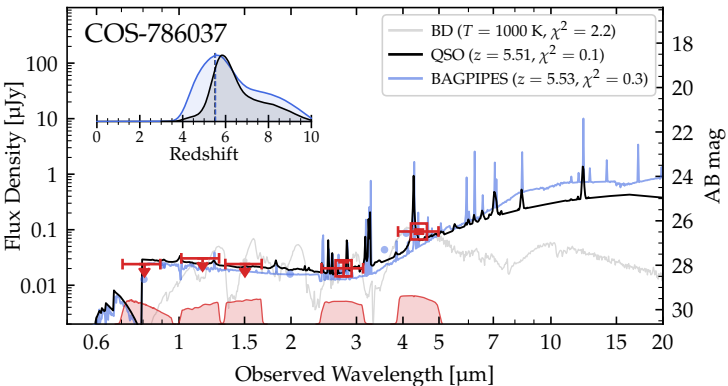 COS-786037
BD (T = 1000 K, χ² = 2.2)
QSO (z = 5.51, χ² = 0.1)
BAGPIPES (z = 5.53, χ² = 0.3)
0 2 4 6 8 10
Redshift
100
10
1
0.1
0.01
Flux Density [μJy]
18
20
22
24
26
28
30
AB mag
0.6 1 1.5 2 3 4 5 7 10 15 20
Observed Wavelength [μm]